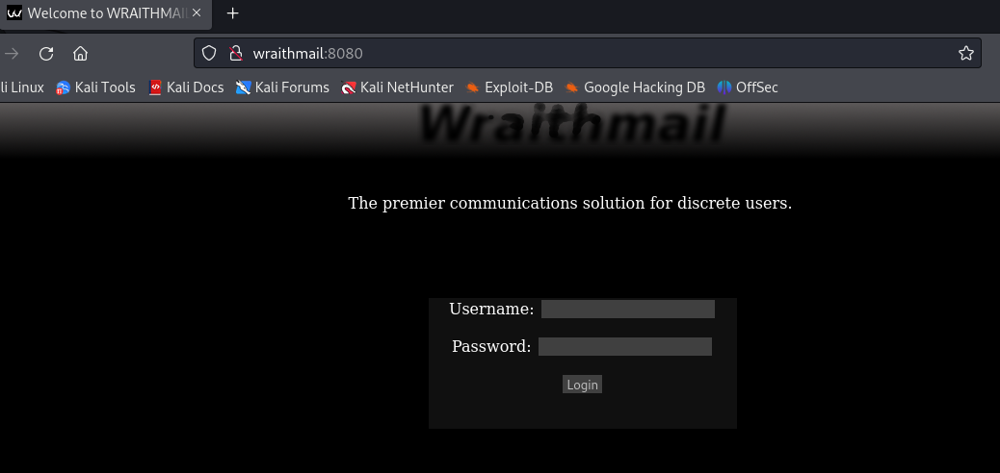 Welcome to WRAITHMAIL
wraithmail:8080
li Linux Kali Tools Kali Docs Kali Forums Kali NetHunter Exploit-DB Google Hacking DB OffSec
Wraithmail
The premier communications solution for discrete users.
Username:
Password:
Login